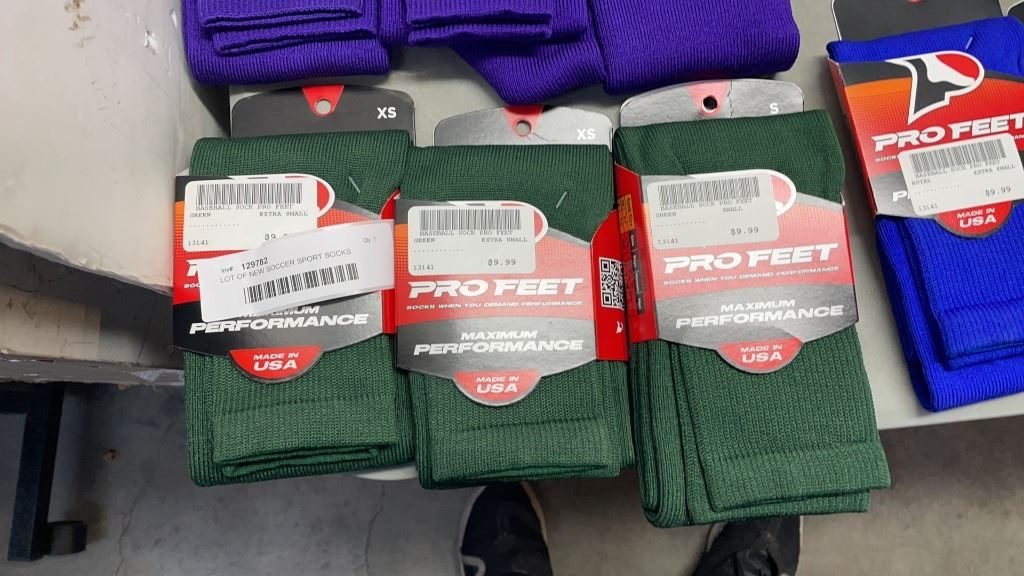 XS
BASEBALL SOCK PRO FEET
GREEN EXTRA SMALL
13141
$9.
Inv# 129782 Qty 1
LOT OF NEW SOCCER SPORT SOCKS
PERFORMANCE
MADE IN
USA
XS
BASEBALL SOCK PRO FEET
GREEN EXTRA SMALL
13141
$9.99
PRO FEET
SOCKS WHEN YOU DEMAND PERFORMANCE
MAXIMUM
PERFORMANCE
MADE IN
USA
S
BASEBALL SOCK PRO FEET
GREEN SMALL
13141
$9.99
PRO FEET
SOCKS WHEN YOU DEMAND PERFORMANCE
MAXIMUM
PERFORMANCE
MADE IN
USA
PRO FEET
BASEBALL SOCK PRO FEET
ROYAL EXTRA SMALL
13141
$9.99
MADE IN
USA